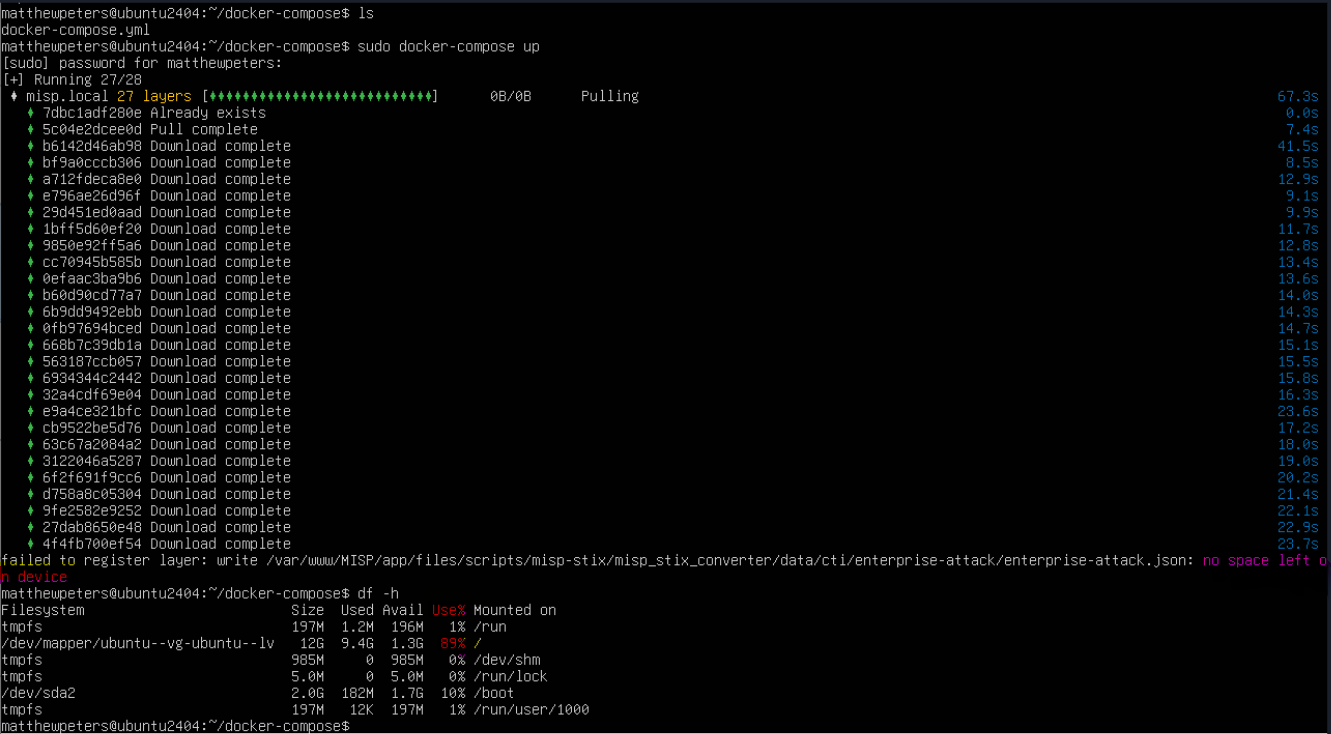 matthewpeters@ubuntu2404:~/docker-compose$ ls
docker-compose.yml
matthewpeters@ubuntu2404:~/docker-compose$ sudo docker-compose up
[sudo] password for matthewpeters:
[+] Running 27/28
♦ misp.local 27 layers [♦♦♦♦♦♦♦♦♦♦♦♦♦♦♦♦♦♦♦♦♦♦♦♦♦♦♦] 0B/0B Pulling 67.3s
♦ 7dbc1adf280e Already exists 0.0s
♦ 5c04e2dcee0d Pull complete 7.4s
♦ b6142d46ab98 Download complete 41.5s
♦ bf9a0cccb306 Download complete 8.5s
♦ a712fdeca8e0 Download complete 12.9s
♦ e796ae26d96f Download complete 9.1s
♦ 29d451ed0aad Download complete 9.9s
♦ 1bff5d60ef20 Download complete 11.7s
♦ 9850e92ff5a6 Download complete 12.8s
♦ cc70945b585b Download complete 13.4s
♦ 0efaac3ba9b6 Download complete 13.6s
♦ b60d90cd77a7 Download complete 14.0s
♦ 6b9dd9492ebb Download complete 14.3s
♦ 0fb97694bced Download complete 14.7s
♦ 668b7c39db1a Download complete 15.1s
♦ 563187ccb057 Download complete 15.5s
♦ 6934344c2442 Download complete 15.8s
♦ 32a4cdf69e04 Download complete 16.3s
♦ e9a4ce321bfc Download complete 23.6s
♦ cb9522be5d76 Download complete 17.2s
♦ 63c67a2084a2 Download complete 18.0s
♦ 3122046a5287 Download complete 19.0s
♦ 6f2f691f9cc6 Download complete 20.2s
♦ d758a8c05304 Download complete 21.4s
♦ 9fe2582e9252 Download complete 22.1s
♦ 27dab8650e48 Download complete 22.9s
♦ 4f4fb700ef54 Download complete 23.7s
failed to register layer: write /var/www/MISP/app/files/scripts/misp-stix/misp_stix_converter/data/cti/enterprise-attack/enterprise-attack.json: no space left o
n device
matthewpeters@ubuntu2404:~/docker-compose$ df -h
Filesystem Size Used Avail Use% Mounted on
tmpfs 197M 1.2M 196M 1% /run
/dev/mapper/ubuntu--vg-ubuntu--lv 12G 9.4G 1.3G 89% /
tmpfs 985M 0 985M 0% /dev/shm
tmpfs 5.0M 0 5.0M 0% /run/lock
/dev/sda2 2.0G 182M 1.7G 10% /boot
tmpfs 197M 12K 197M 1% /run/user/1000
matthewpeters@ubuntu2404:~/docker-compose$